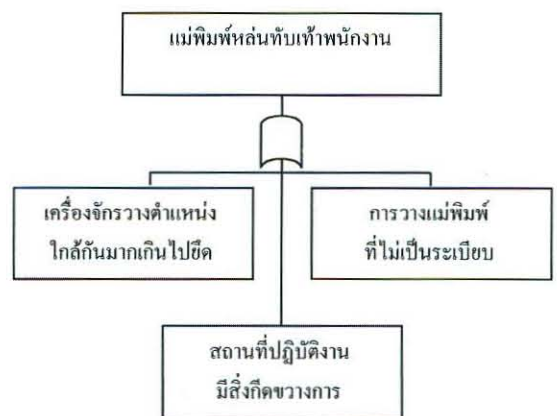 แม่พิมพ์หล่นทับเท้าพนักงาน
เครื่องจักรวางตำแหน่ง
ใกล้กันมากเกินไปยึด
การวางแม่พิมพ์
ที่ไม่เป็นระเบียบ
สถานที่ปฎิบัติงาน
มีสิ่งกีดขวางการ